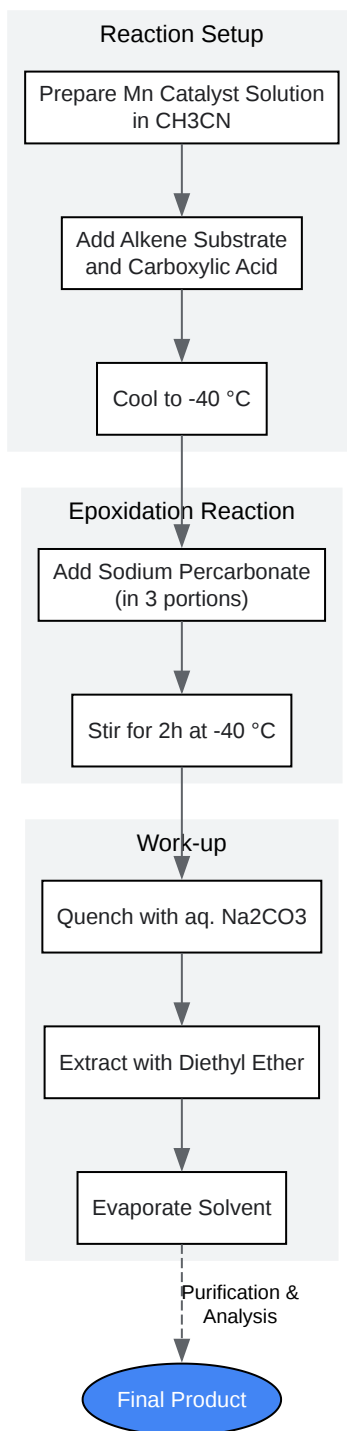 Reaction Setup
Prepare Mn Catalyst Solution
in CH3CN
Add Alkene Substrate
and Carboxylic Acid
Cool to -40 °C
Epoxidation Reaction
Add Sodium Percarbonate
(in 3 portions)
Stir for 2h at -40 °C
Work-up
Quench with aq. Na2CO3
Extract with Diethyl Ether
Evaporate Solvent
Purification &
Analysis
Final Product